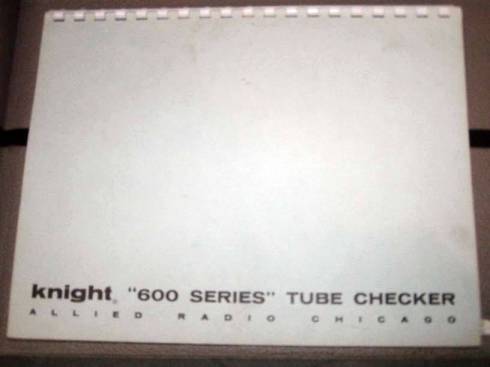 knight® "600 SERIES" TUBE CHECKER
ALLIED RADIO CHICAGO